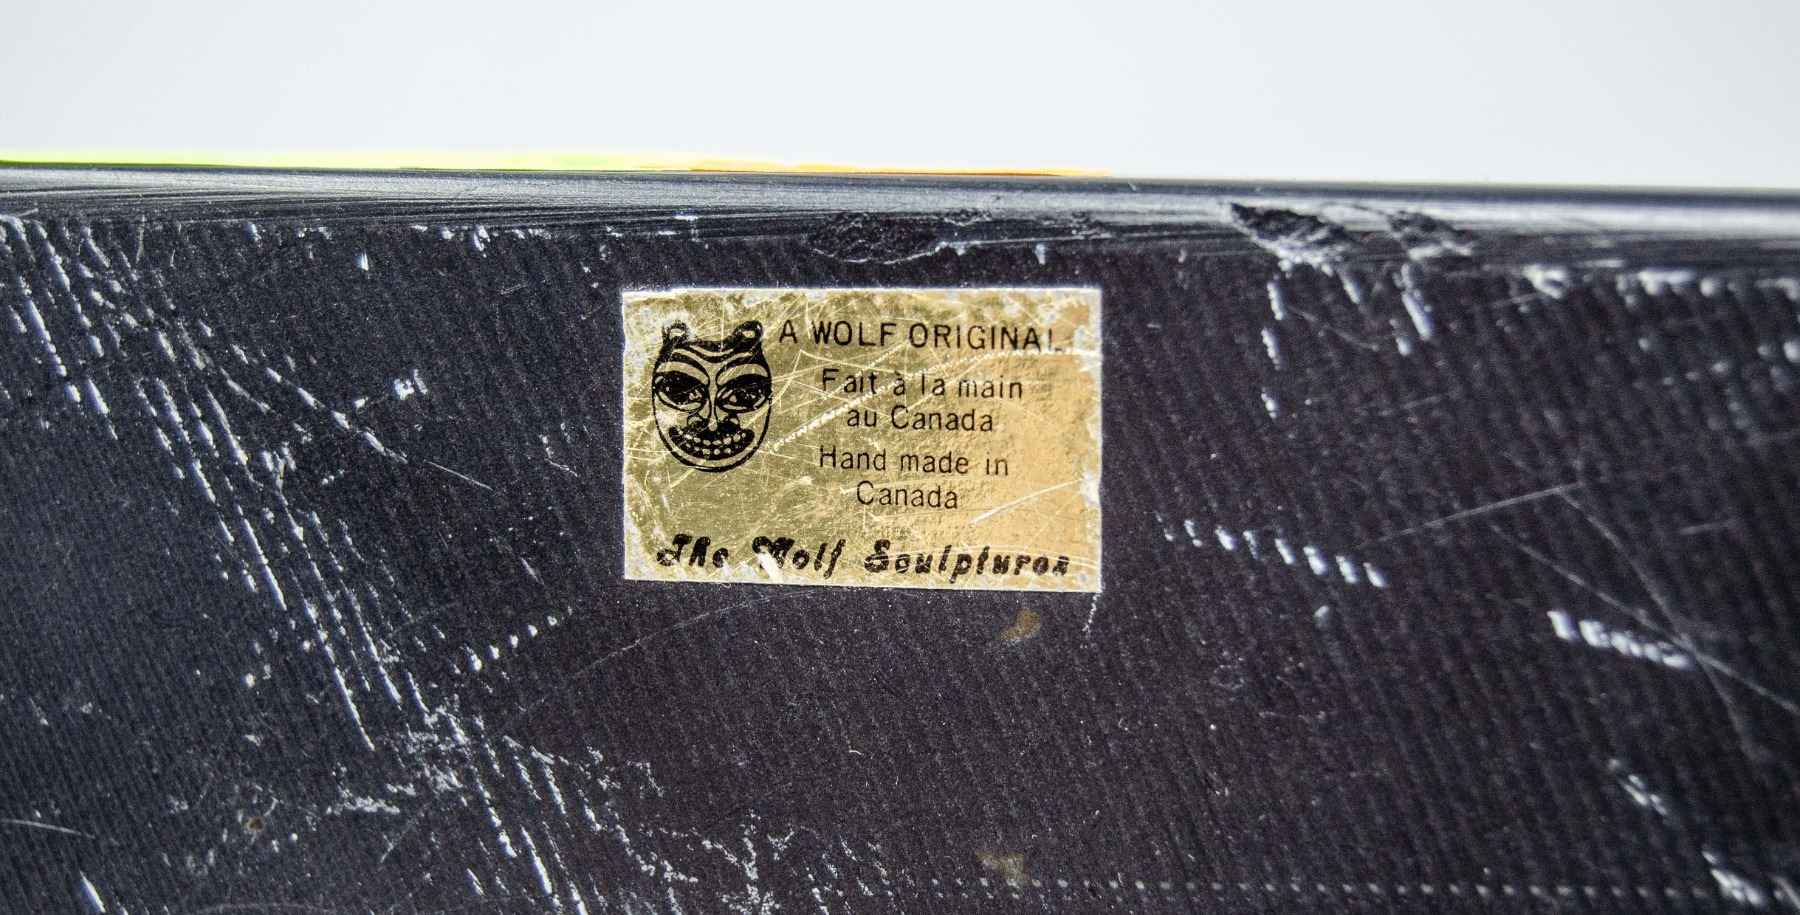 A WOLF ORIGINAL
Fait à la main
au Canada
Hand made in
Canada
The Wolf Sculptures